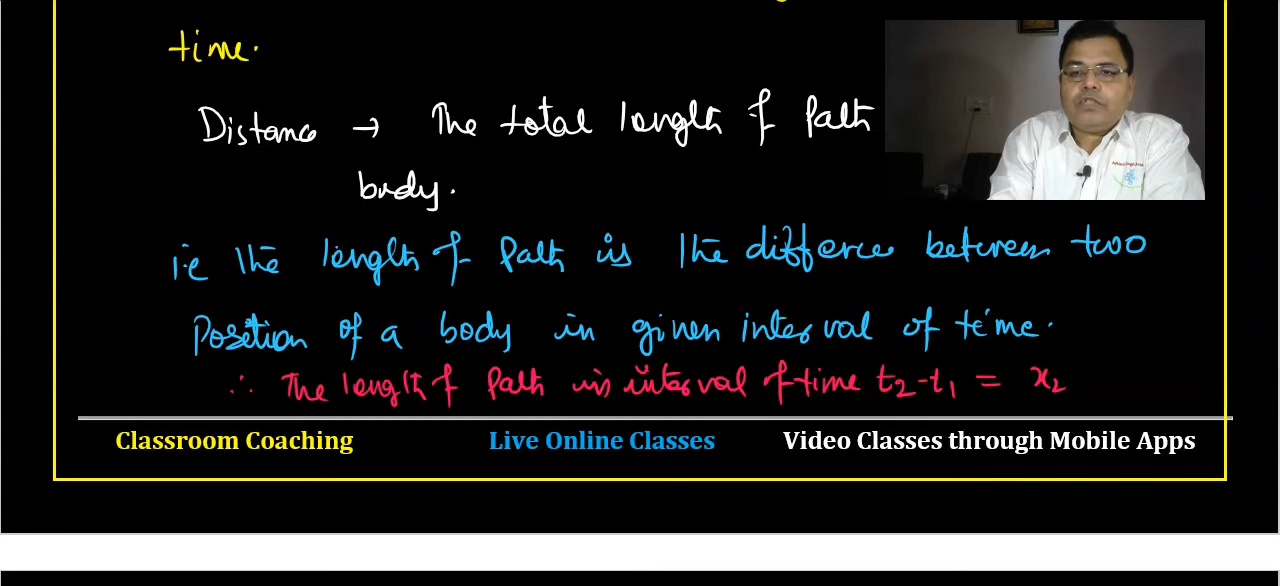 time.
Distance → The total length of Path
body.
i.e the length of Path is the difference between two
Position of a body in given interval of time.
∴ The length of Path in interval of time t₂-t₁ = x₂
Classroom Coaching Live Online Classes Video Classes through Mobile Apps